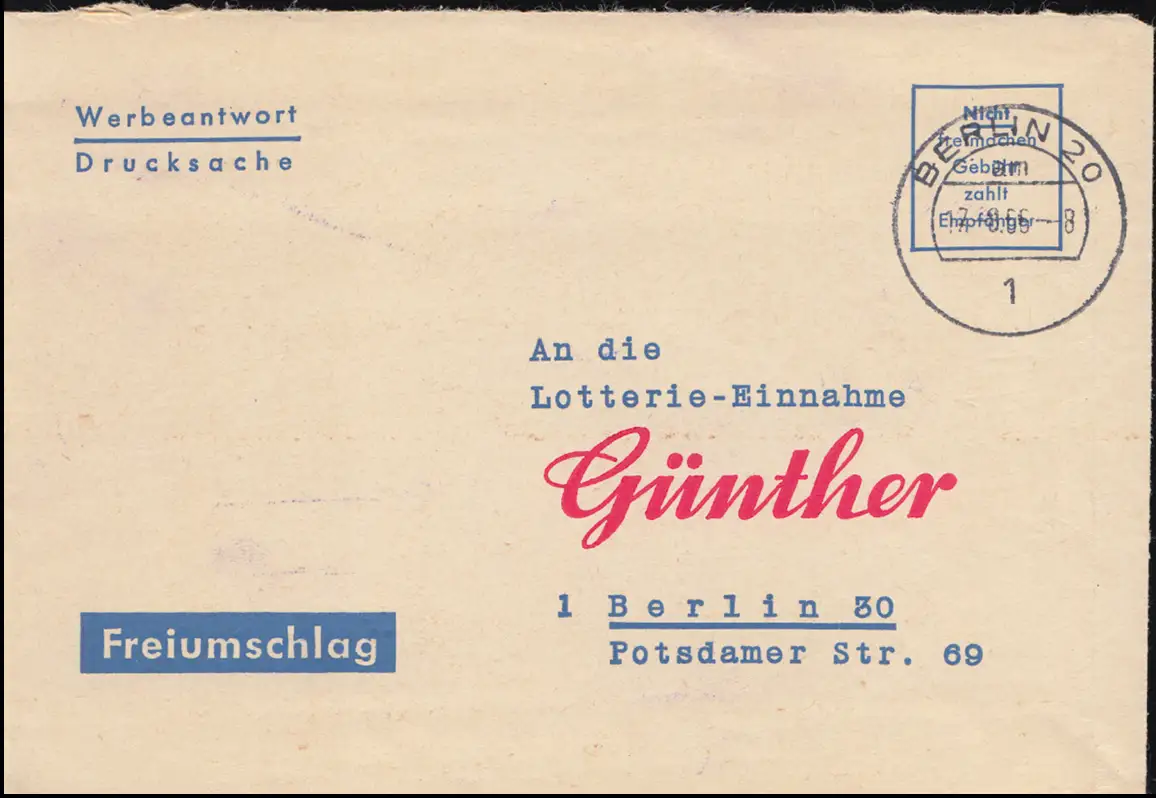 Werbeantwort
Drucksache
Nicht
freimachen
Gebühr
zahlt
Empfänger
BERLIN 20
am
1
An die
Lotterie-Einnahme
Günther
1 Berlin 30
Potsdamer Str. 69
Freiumschlag